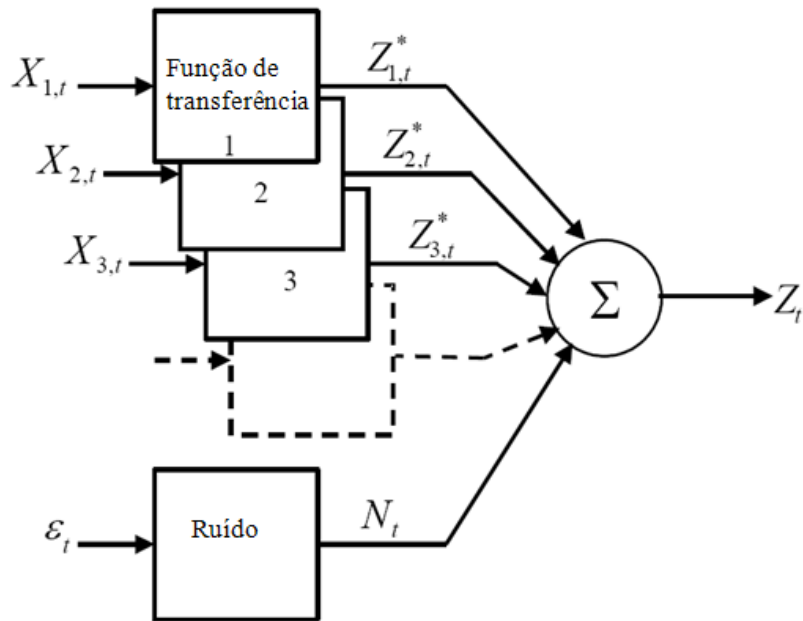 Função de
transferência
1
X1,t
Z*1,t
2
X2,t
Z*2,t
3
X3,t
Z*3,t
Σ
Zt
Ruído
εt
Nt